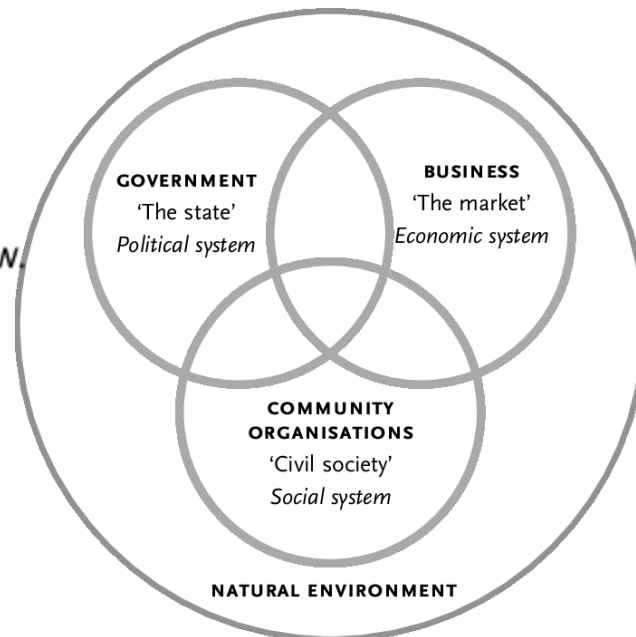 GOVERNMENT
'The state'
Political system
BUSINESS
'The market'
Economic system
w.
COMMUNITY
ORGANISATIONS
'Civil society'
Social system
NATURAL ENVIRONMENT